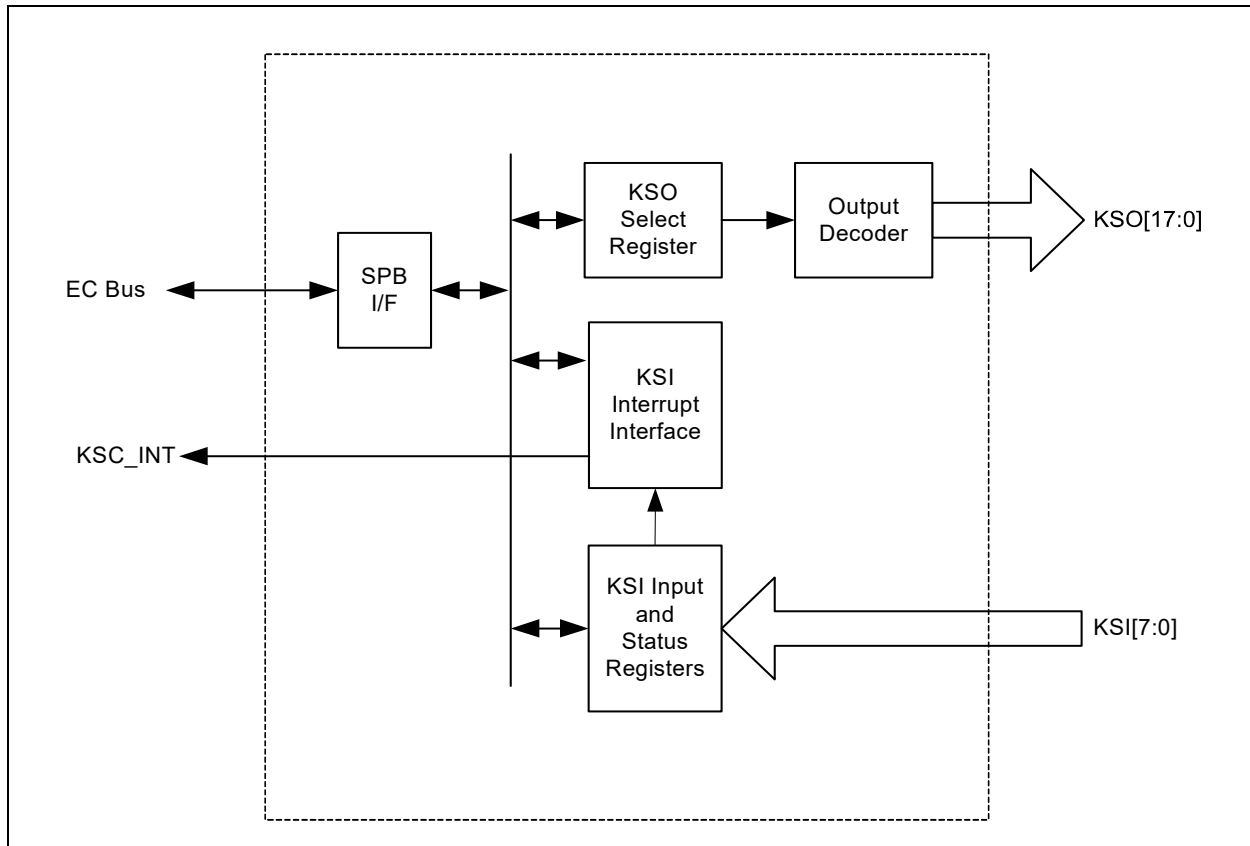 KSO
Select
Register
Output
Decoder
KSO[17:0]
EC Bus
SPB
I/F
KSI
Interrupt
Interface
KSC_INT
KSI Input
and
Status
Registers
KSI[7:0]